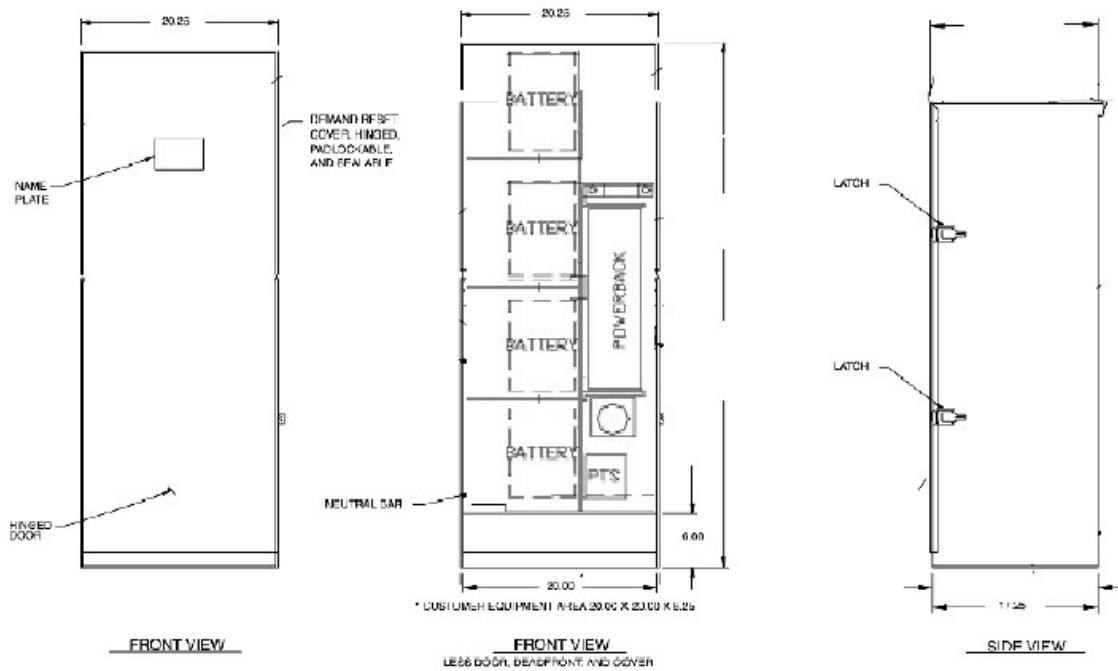 20.25
NAME
PLATE
HINGED
DOOR
DEMAND RESET
COVER, HINGED,
PADLOCKABLE,
AND SEALABLE
FRONT VIEW
20.25
BATTERY
BATTERY
BATTERY
BATTERY
POWERBACK
PTS
NEUTRAL BAR
6.00
20.00
* CUSTOMER EQUIPMENT AREA 20.00 X 20.00 X
FRONT VIEW
LESS DOOR, DEADFRONT, AND COVER
LATCH
LATCH
17.25
SIDE VIEW